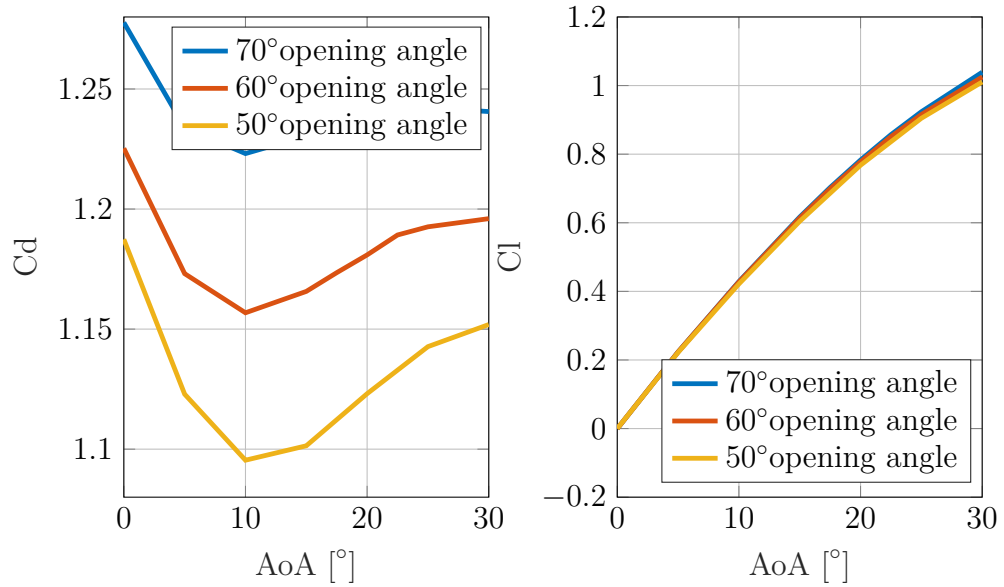 70°opening angle
60°opening angle
50°opening angle
1.25
1.2
1.15
1.1
0
10
20
30
Cd
AoA [°]
1.2
1
0.8
0.6
0.4
0.2
0
−0.2
70°opening angle
60°opening angle
50°opening angle
0
10
20
30
Cl
AoA [°]